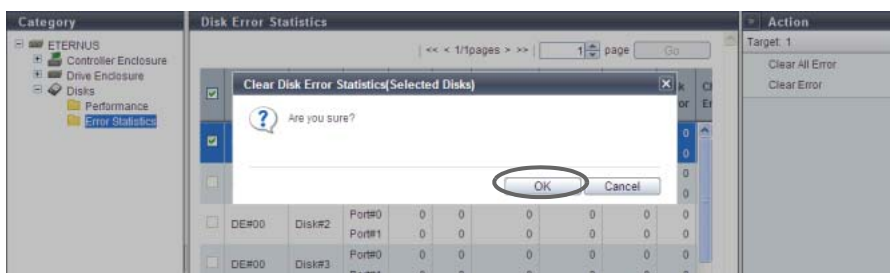 Category
Disk Error Statistics
Action
ETERNUS
Controller Enclosure
Drive Enclosure
Disks
Performance
Error Statistics
<< < 1/1pages > >> 1 page Go
Target: 1
Clear All Error
Clear Error
Clear Disk Error Statistics(Selected Disks)
Are you sure?
OK Cancel
0
0
0
0
DE#00 Disk#2 Port#0 0 0 0 0 0 0
Port#1 0 0 0 0 0 0
DE#00 Disk#3 Port#0 0 0 0 0 0 0